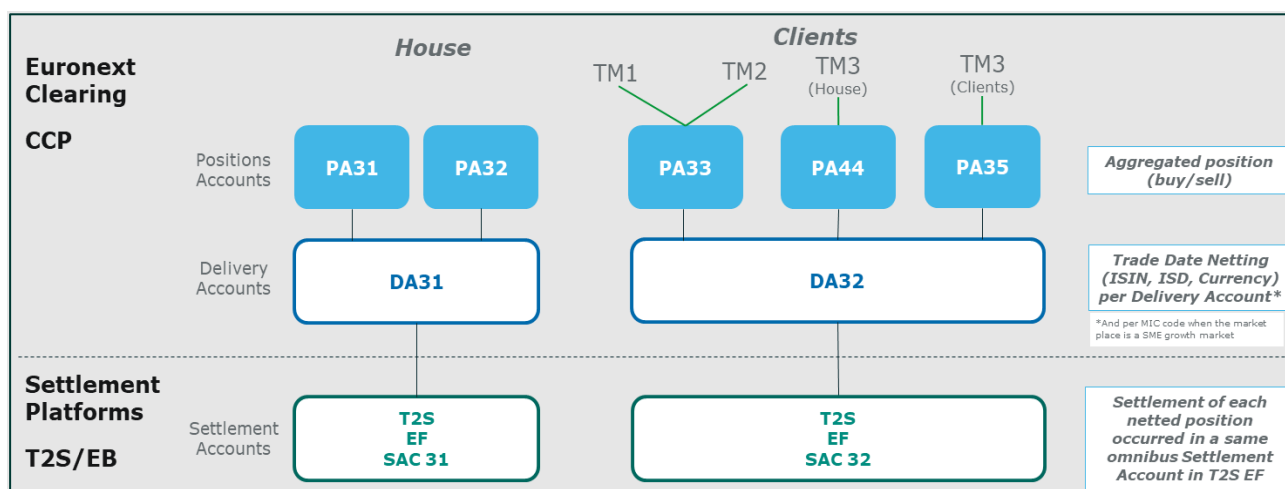 House
Clients
Euronext
Clearing
CCP
TM1
TM2
TM3
(House)
TM3
(Clients)
Positions
Accounts
PA31
PA32
PA33
PA44
PA35
Aggregated position
(buy/sell)
Delivery
Accounts
DA31
DA32
Trade Date Netting
(ISIN, ISD, Currency)
per Delivery Account*
*And per MIC code when the market
place is a SME growth market
Settlement
Platforms
T2S/EB
Settlement
Accounts
T2S
EF
SAC 31
T2S
EF
SAC 32
Settlement of each
netted position
occurred in a same
omnibus Settlement
Account in T2S EF